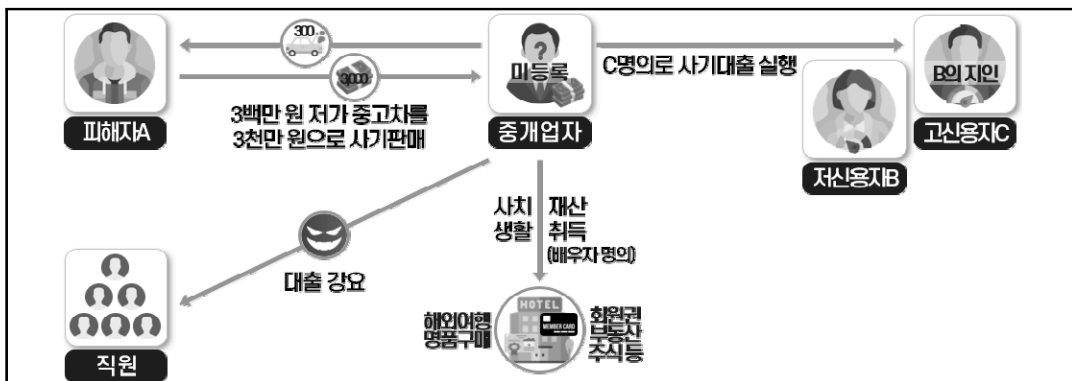 300
3,000
3백만 원 저가 중고차를
3천만 원으로 사기판매
피해자A
?
미등록
중개업자
C명의로 사기대출 실행
B의 지인
고신용자C
저신용자B
대출 강요
직원
사치
생활
재산
취득
(배우자 명의)
해외여행
명품구매
HOTEL
MEMBER CARD
회원권
부동산
주식 등